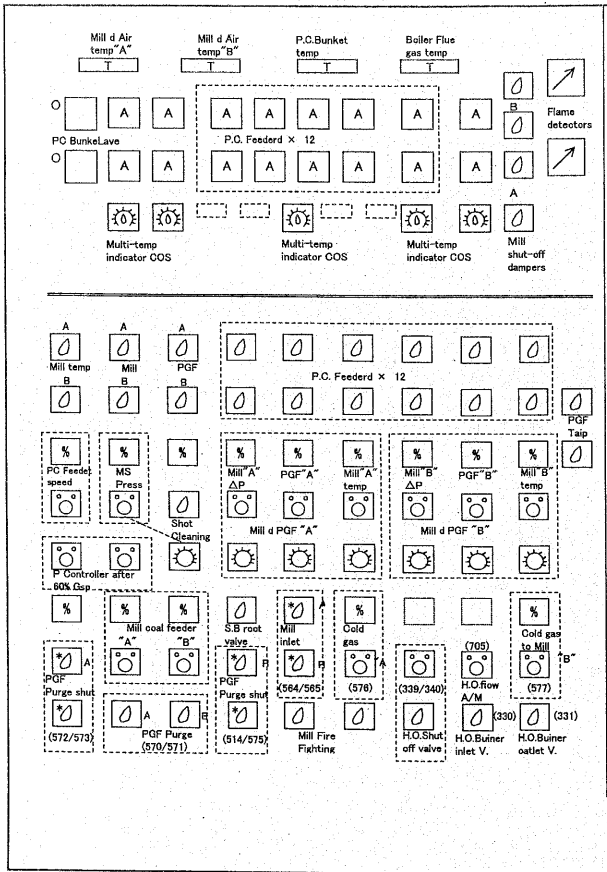 Mill d Air Mill d Air P.C.Bunket Boiler Flue
temp"A" temp"B" temp gas temp
T T T T
B
O A A A A A A A A Flame
detectors
PC BunkeLave P.C. Feederd × 12
O A A A A A A A A
A
Multi-temp Multi-temp Multi-temp Mill
indicator COS indicator COS indicator COS shut-off
dampers
A A A
Mill temp Mill PGF
P.C. Feederd × 12
B B B
PGF
Taip
% % % % % % % % %
PC Feedet MS Mill"A" PGF"A" Mill"A" Mill"B" PGF"B" Mill"B"
speed Press △P temp △P temp
Shot
Cleaning Mill d PGF "A" Mill d PGF "B"
P Controller after
60% Gsp
% % % * A % %
Mill coal feeder S.B root Mill Cold Cold gas
"A" "B" valve inlet gas (705) to Mill
* A * B * B "A" "B"
PGF PGF (564/565) (576) (339/340) H.O.flow (577)
Purge shut Purge shut A/M
* A B * (330) (331)
(572/573) PGF Purge (514/575) Mill Fire H.O.Shut H.O.Buiner H.O.Buiner
(570/571) Fighting off valve inlet V. oatlet V.